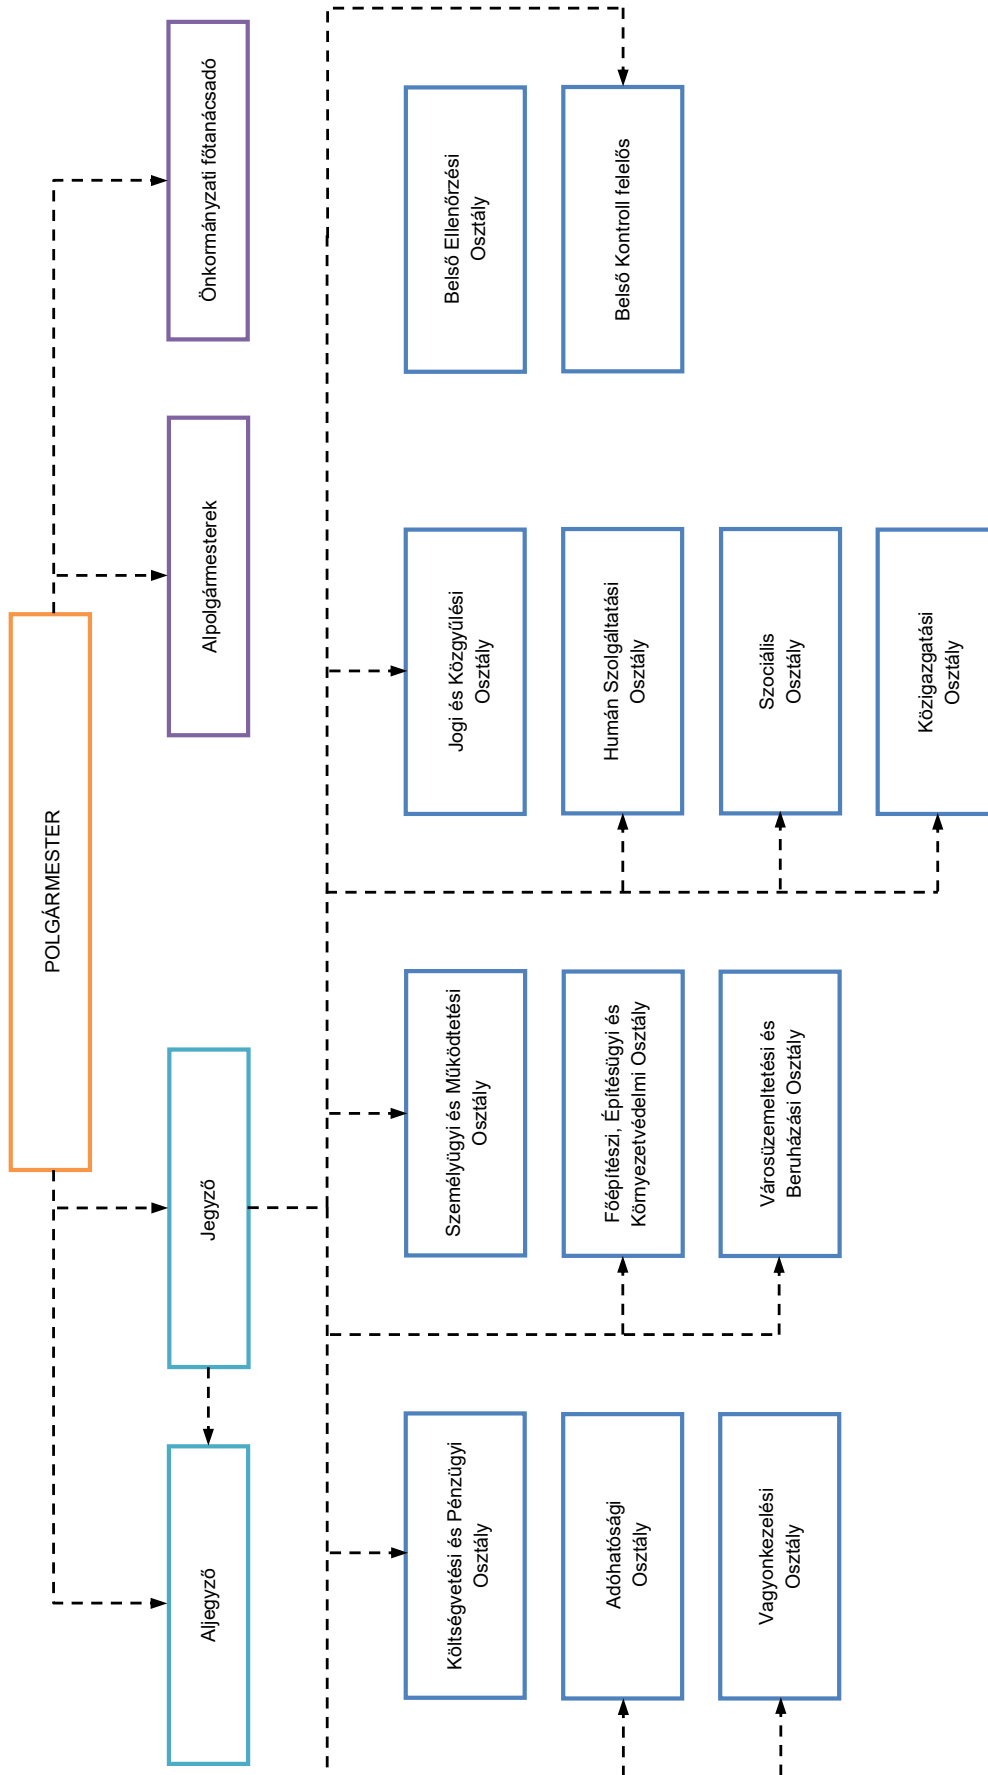 POLGÁRMESTER
Aljegyző
Jegyző
Alpolgármesterek
Önkormányzati főtanácsadó
Költségvetési és Pénzügyi
Osztály
Személyügyi és Működtetési
Osztály
Jogi és Közgyűlési
Osztály
Belső Ellenőrzési
Osztály
Adóhatósági
Osztály
Főépítészi, Építésügyi és
Környezetvédelmi Osztály
Humán Szolgáltatási
Osztály
Belső Kontroll felelős
Vagyonkezelési
Osztály
Városüzemeltetési és
Beruházási Osztály
Szociális
Osztály
Közigazgatási
Osztály